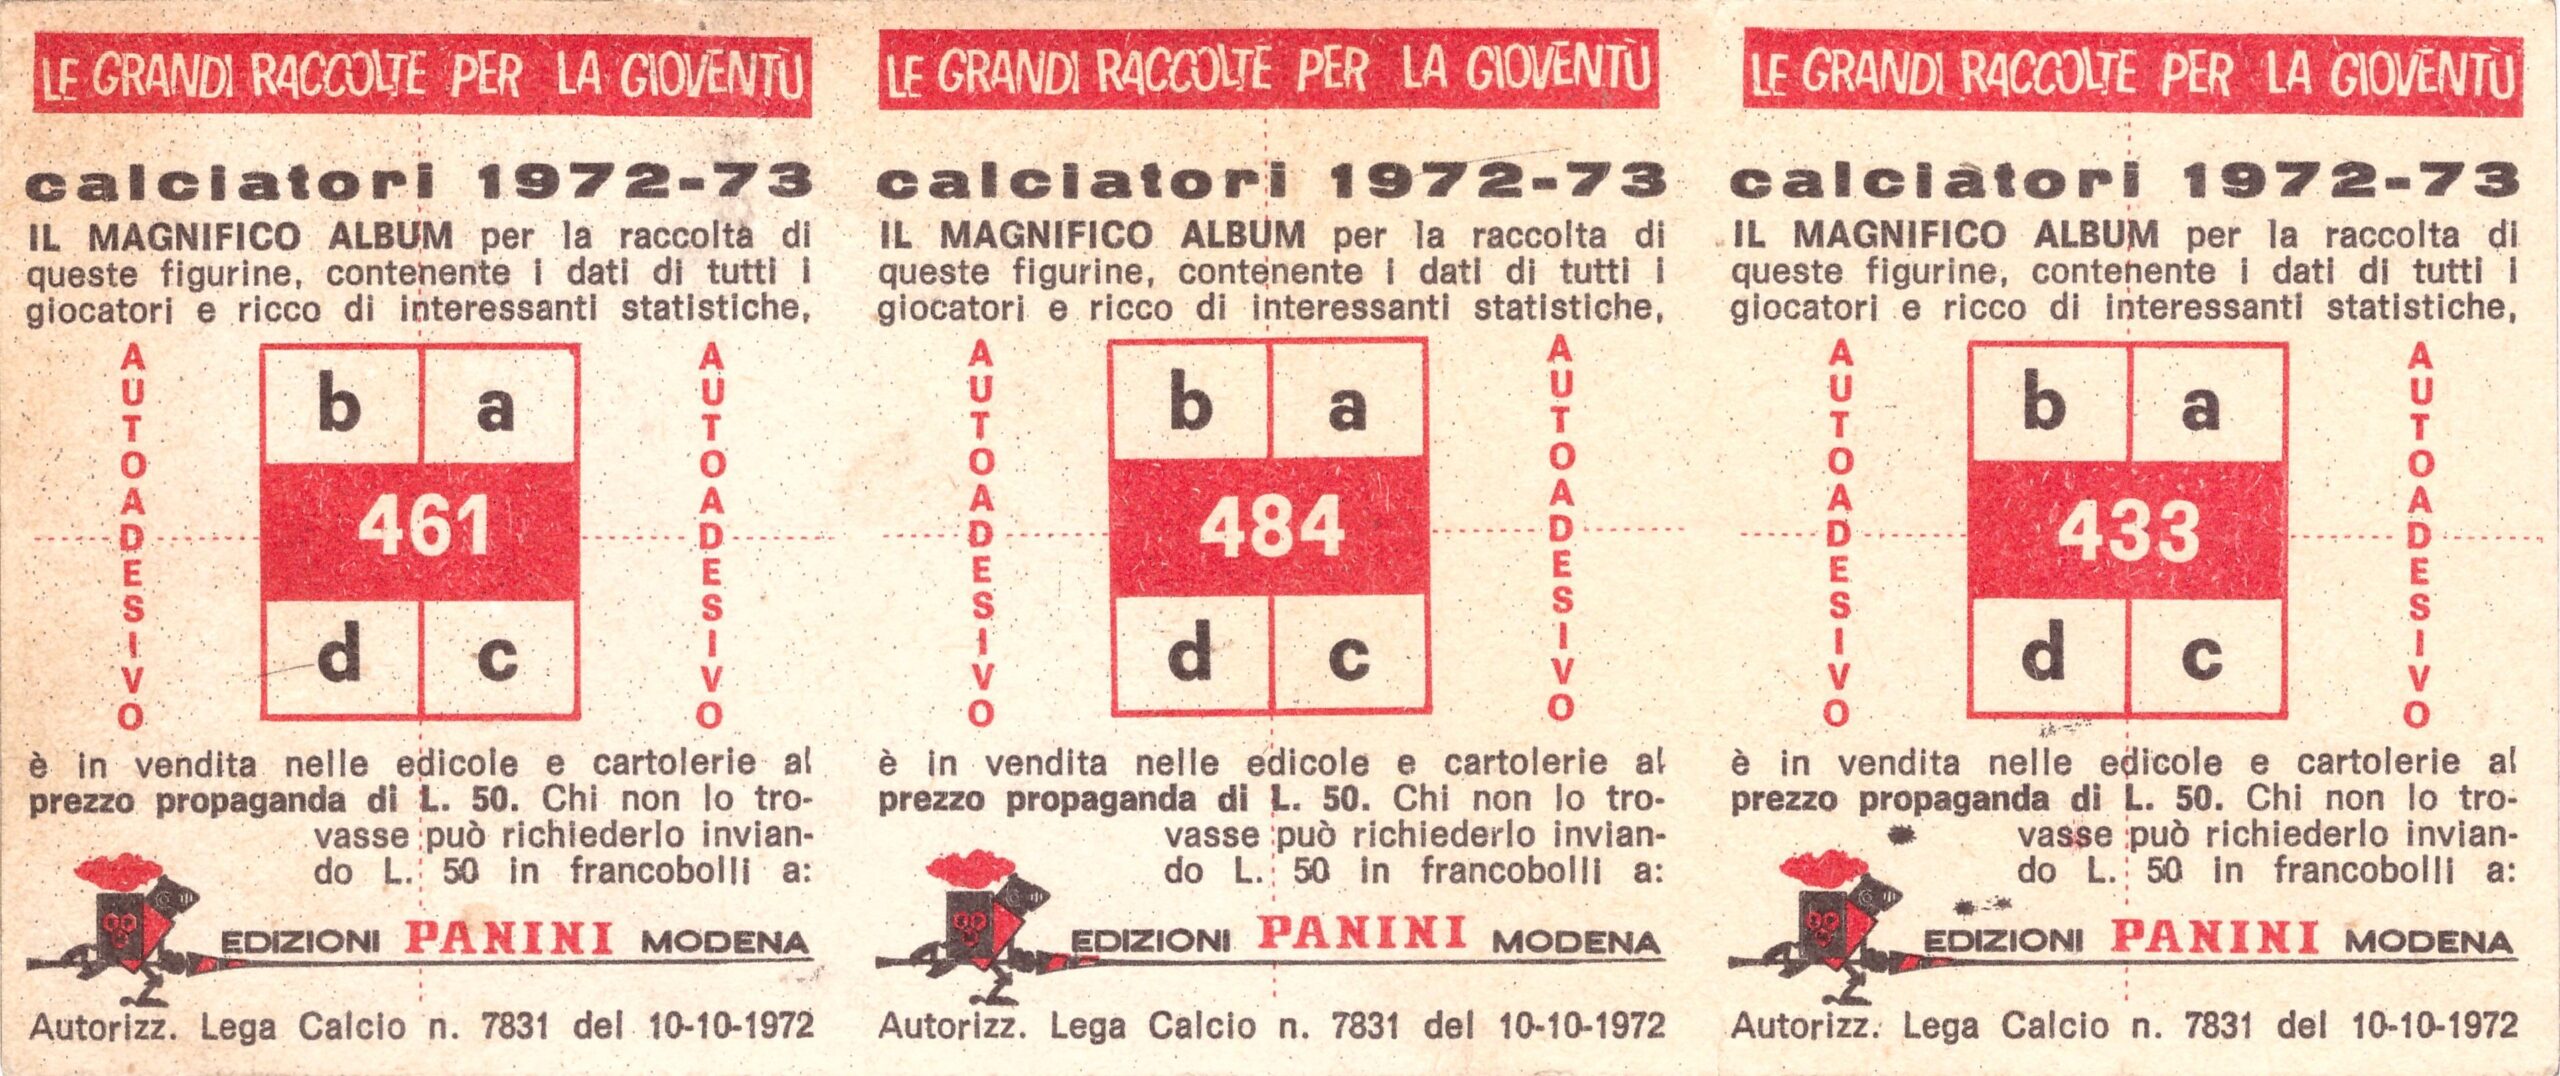 LE GRANDI RACCOLTE PER LA GIOVENTÙ
calciatori 1972-73
IL MAGNIFICO ALBUM per la raccolta di
queste figurine, contenente i dati di tutti i
giocatori e ricco di interessanti statistiche,
AUTOADESIVO
b a
461
d c
AUTOADESIVO
è in vendita nelle edicole e cartolerie al
prezzo propaganda di L. 50. Chi non lo tro-
vasse può richiederlo invian-
do L. 50 in francobolli a:
EDIZIONI PANINI MODENA
Autorizz. Lega Calcio n. 7831 del 10-10-1972
LE GRANDI RACCOLTE PER LA GIOVENTÙ
calciatori 1972-73
IL MAGNIFICO ALBUM per la raccolta di
queste figurine, contenente i dati di tutti i
giocatori e ricco di interessanti statistiche,
AUTOADESIVO
b a
484
d c
AUTOADESIVO
è in vendita nelle edicole e cartolerie al
prezzo propaganda di L. 50. Chi non lo tro-
vasse può richiederlo invian-
do L. 50 in francobolli a:
EDIZIONI PANINI MODENA
Autorizz. Lega Calcio n. 7831 del 10-10-1972
LE GRANDI RACCOLTE PER LA GIOVENTÙ
calciatori 1972-73
IL MAGNIFICO ALBUM per la raccolta di
queste figurine, contenente i dati di tutti i
giocatori e ricco di interessanti statistiche,
AUTOADESIVO
b a
433
d c
AUTOADESIVO
è in vendita nelle edicole e cartolerie al
prezzo propaganda di L. 50. Chi non lo tro-
vasse può richiederlo invian-
do L. 50 in francobolli a:
EDIZIONI PANINI MODENA
Autorizz. Lega Calcio n. 7831 del 10-10-1972